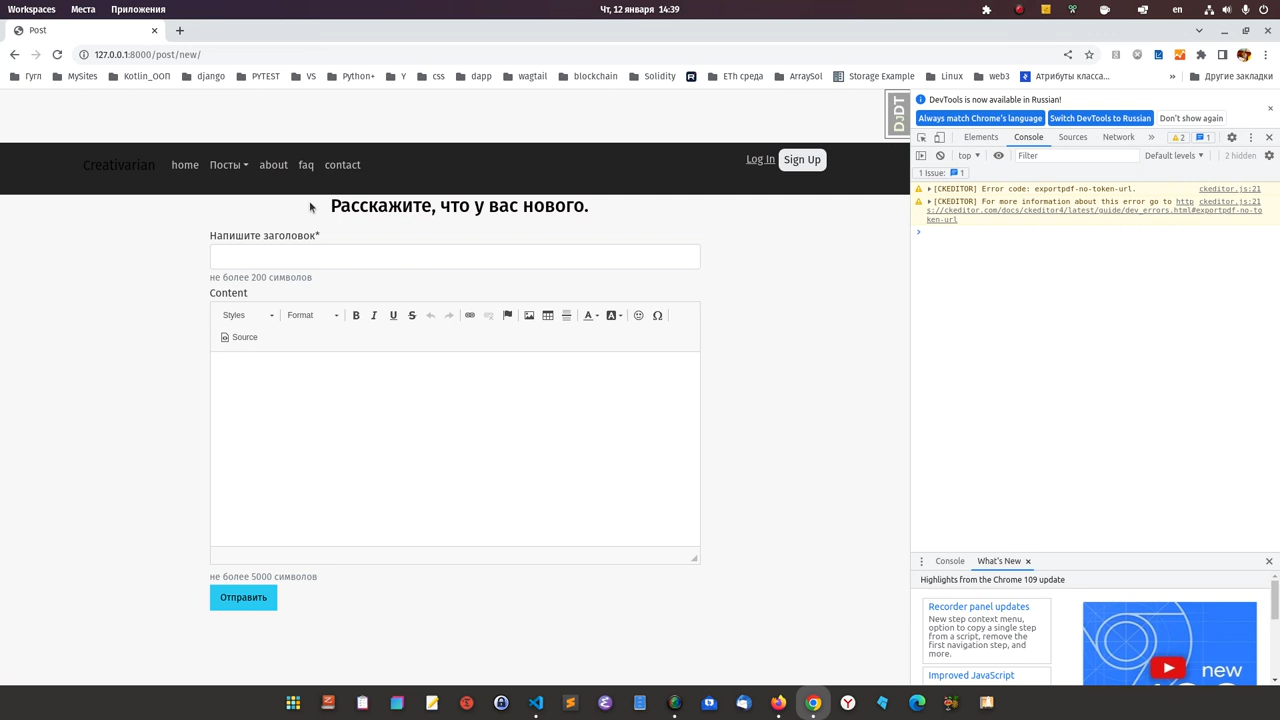 Workspaces Места Приложения Чт, 12 января 14:39 en
Post
127.0.0.1:8000/post/new/
Гугл MySites Kotlin_ООП django PYTEST VS Python+ Y css dapp wagtail blockchain Solidity ETh среда ArraySol Storage Example Linux web3 Атрибуты класса... » Другие закладки
DJDT
Creativarian home Посты about faq contact Log In Sign Up
Расскажите, что у вас нового.
Напишите заголовок*
не более 200 символов
Content
Styles Format B I U S
Source
не более 5000 символов
Отправить
DevTools is now available in Russian!
Always match Chrome's language Switch DevTools to Russian Don't show again
Elements Console Sources Network » 2 1
top Filter Default levels 2 hidden
1 Issue: 1
[CKEDITOR] Error code: exportpdf-no-token-url. ckeditor.js:21
[CKEDITOR] For more information about this error go to http ckeditor.js:21
s://ckeditor.com/docs/ckeditor4/latest/guide/dev_errors.html#exportpdf-no-to
ken-url
Console What's New
Highlights from the Chrome 109 update
Recorder panel updates
New step context menu,
option to copy a single step
from a script, remove the
first navigation step, and
more.
Improved JavaScript
new